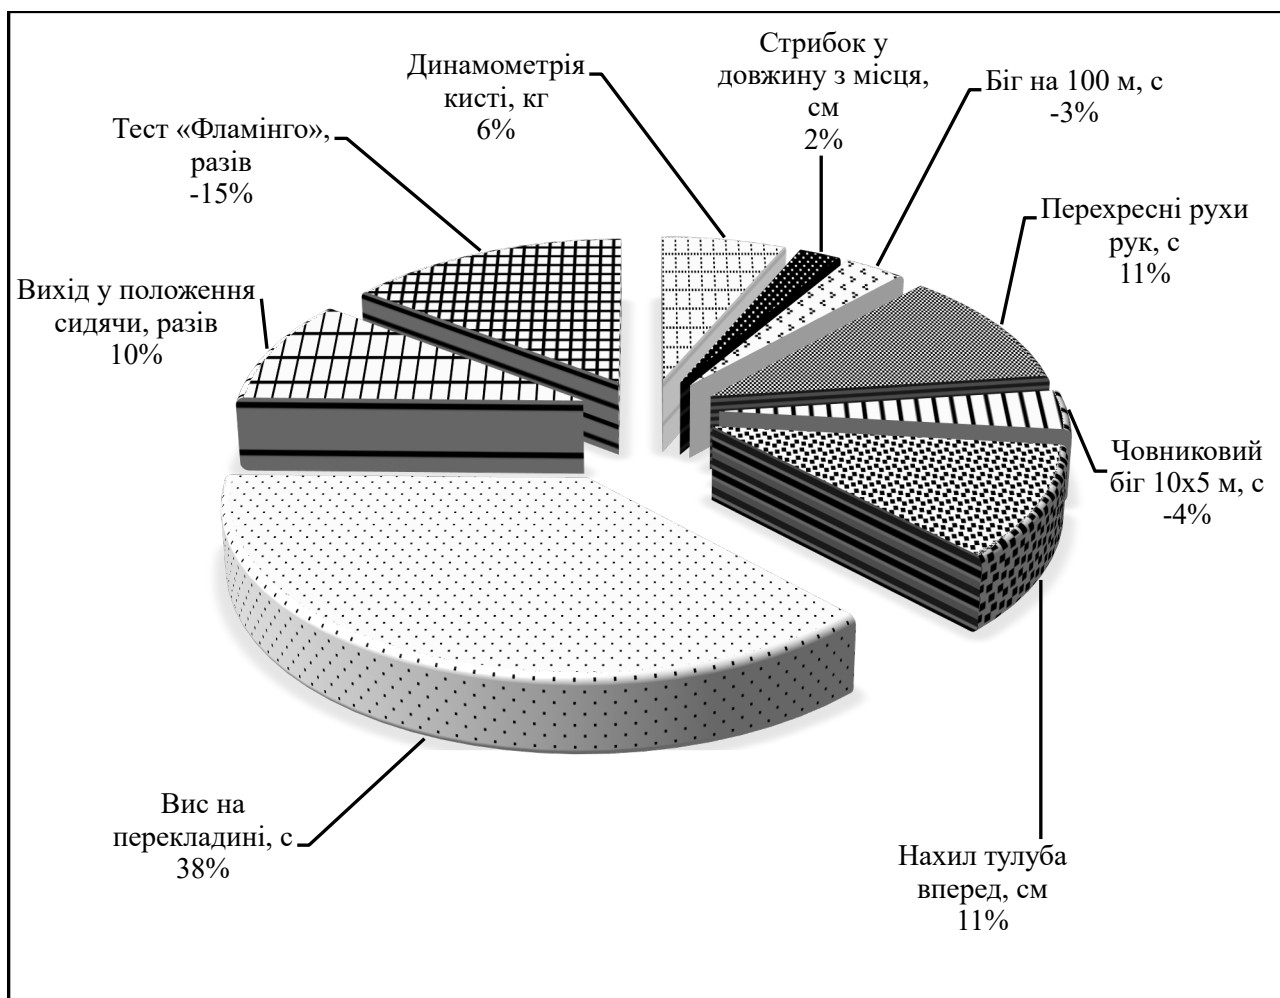 Стрибок у
довжину з місця,
см
2%
Динамометрія
кисті, кг
6%
Біг на 100 м, с
-3%
Тест «Фламінго»,
разів
-15%
Перехресні рухи
рук, с
11%
Вихід у положення
сидячи, разів
10%
Човниковий
біг 10х5 м, с
-4%
Вис на
перекладині, с
38%
Нахил тулуба
вперед, см
11%